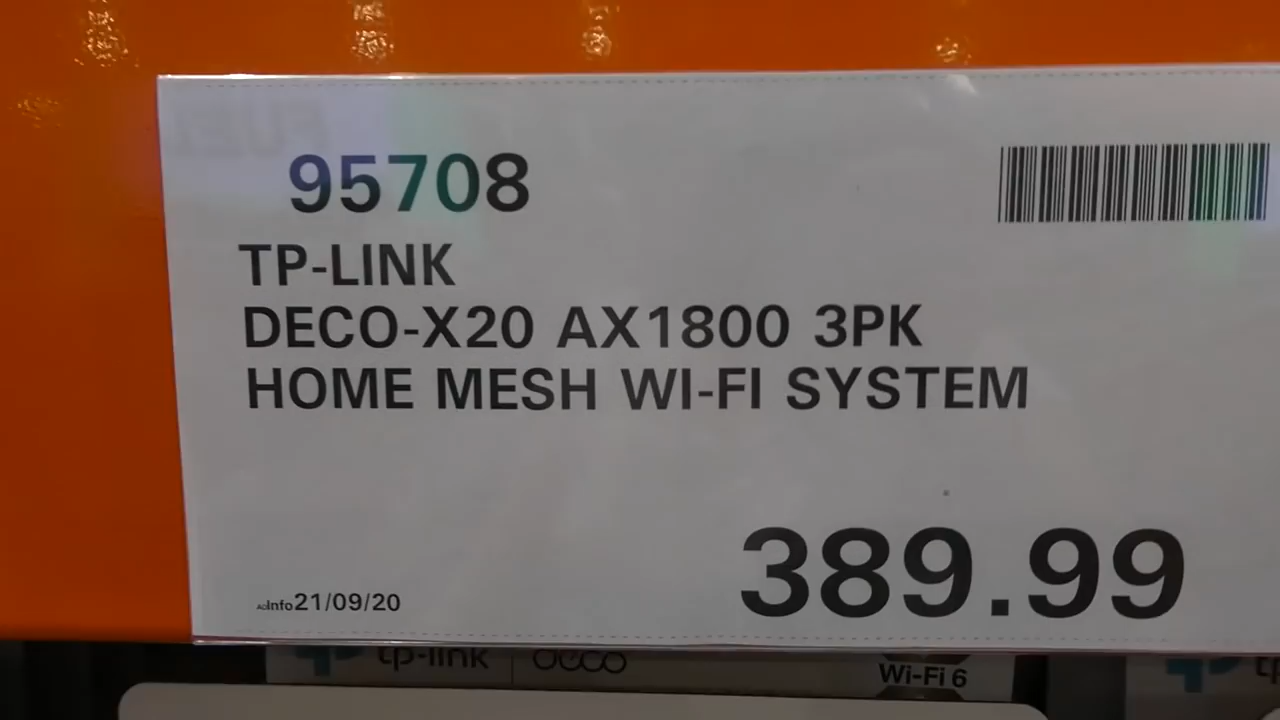 95708
TP-LINK
DECO-X20 AX1800 3PK
HOME MESH WI-FI SYSTEM
389.99
21/09/20
tp-link deco
Wi-Fi 6